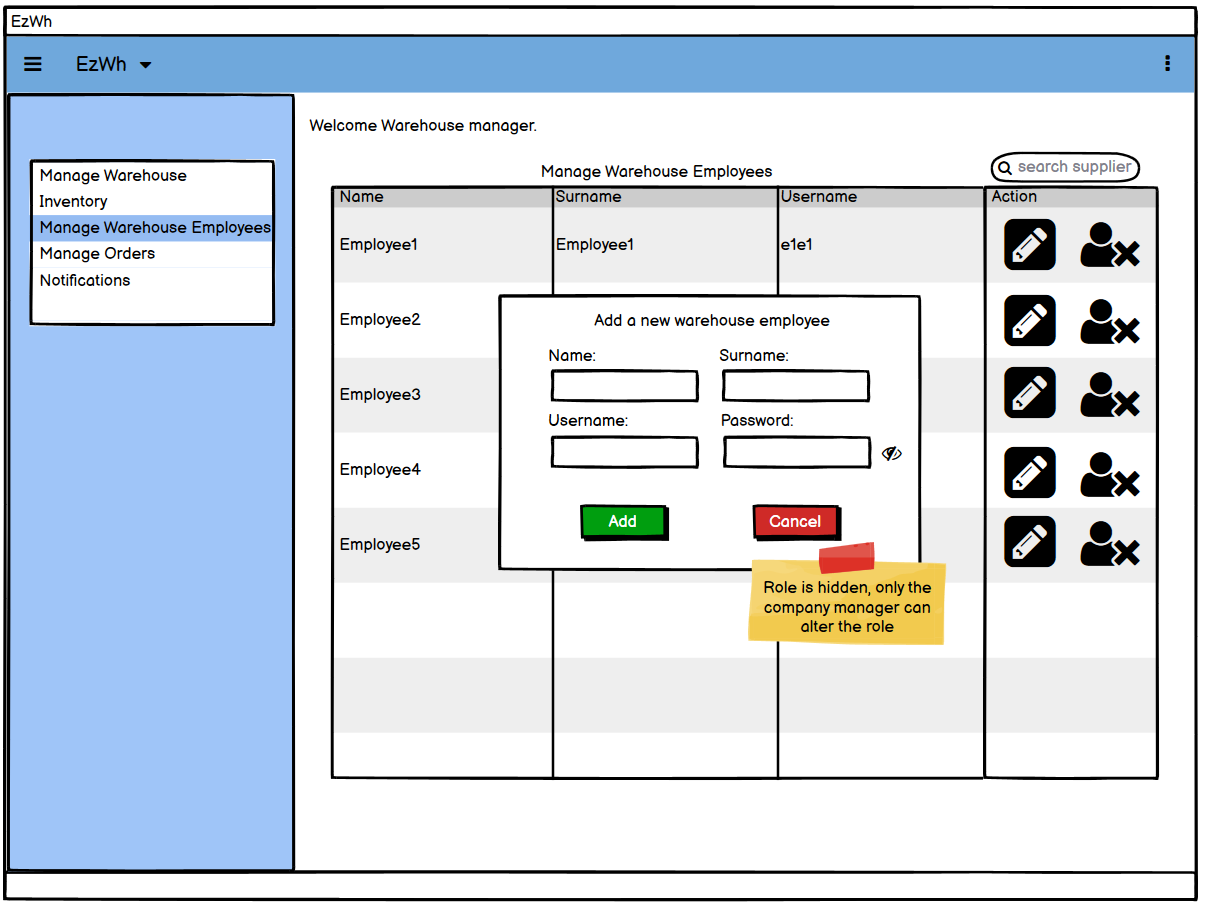 EzWh
EzWh
Welcome Warehouse manager.
Manage Warehouse
Inventory
Manage Warehouse Employees
Manage Orders
Notifications
Manage Warehouse Employees
search supplier
Name Surname Username Action
Employee1 Employee1 e1e1
Employee2
Employee3
Employee4
Employee5
Add a new warehouse employee
Name: Surname:
Username: Password:
Add Cancel
Role is hidden, only the
company manager can
alter the role